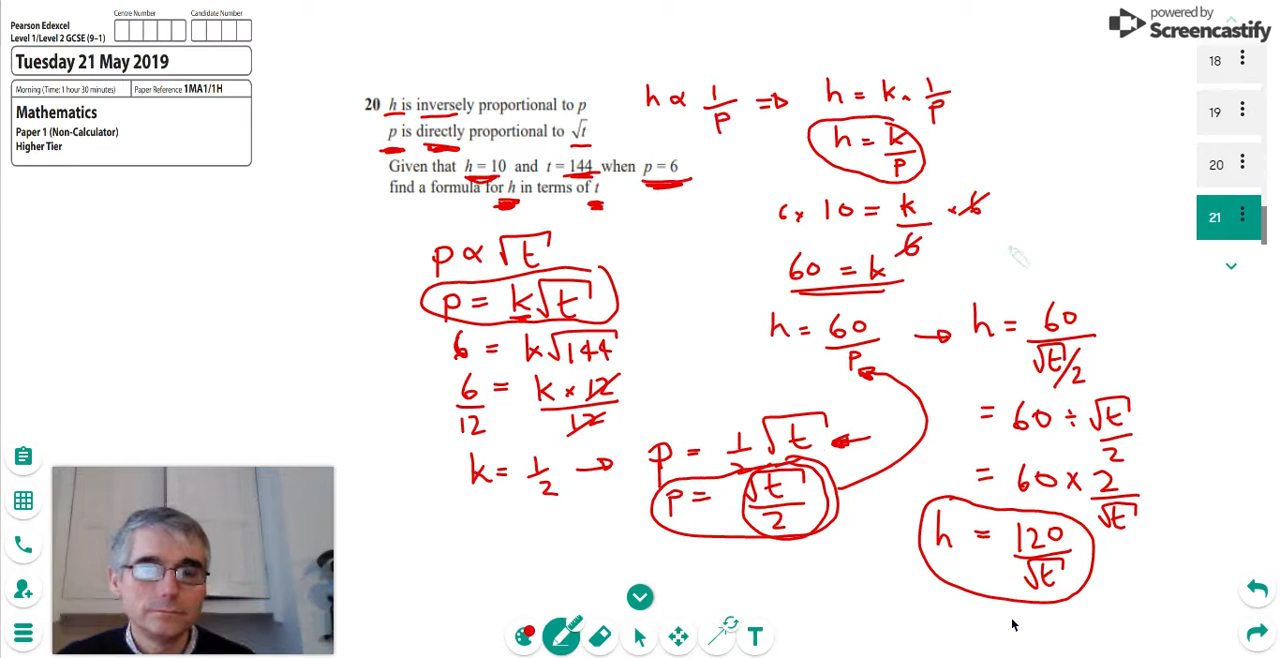 Pearson Edexcel
Level 1/Level 2 GCSE (9–1)
Centre Number
Candidate Number
Tuesday 21 May 2019
Morning (Time: 1 hour 30 minutes)
Paper Reference 1MA1/1H
Mathematics
Paper 1 (Non-Calculator)
Higher Tier
powered by
Screencastify
18
19
20
21
20 h is inversely proportional to p
p is directly proportional to √t
Given that h = 10 and t = 144 when p = 6
find a formula for h in terms of t
h ∝ 1/p ⇒ h = k × 1/p
h = k/p
6 × 10 = k/6 × 6
60 = k
p ∝ √t
p = k√t
6 = k√144
6/12 = k × 12/12
k = 1/2 →
p = 1/2 √t
p = √t/2
h = 60/p → h = 60/(√t/2)
= 60 ÷ √t/2
= 60 × 2/√t
h = 120/√t
T